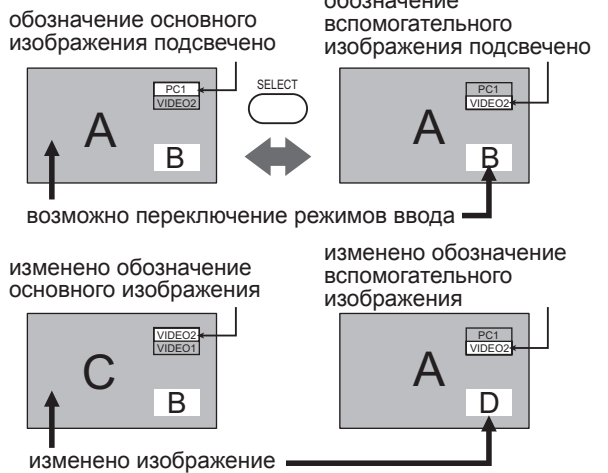 обозначение основного
изображения подсвечено
обозначение
вспомогательного
изображения подсвечено
PC1
VIDEO2
A
B
SELECT
PC1
VIDEO2
A
B
возможно переключение режимов ввода
изменено обозначение
основного изображения
изменено обозначение
вспомогательного
изображения
VIDEO2
VIDEO1
C
B
PC1
VIDEO2
A
D
изменено изображение